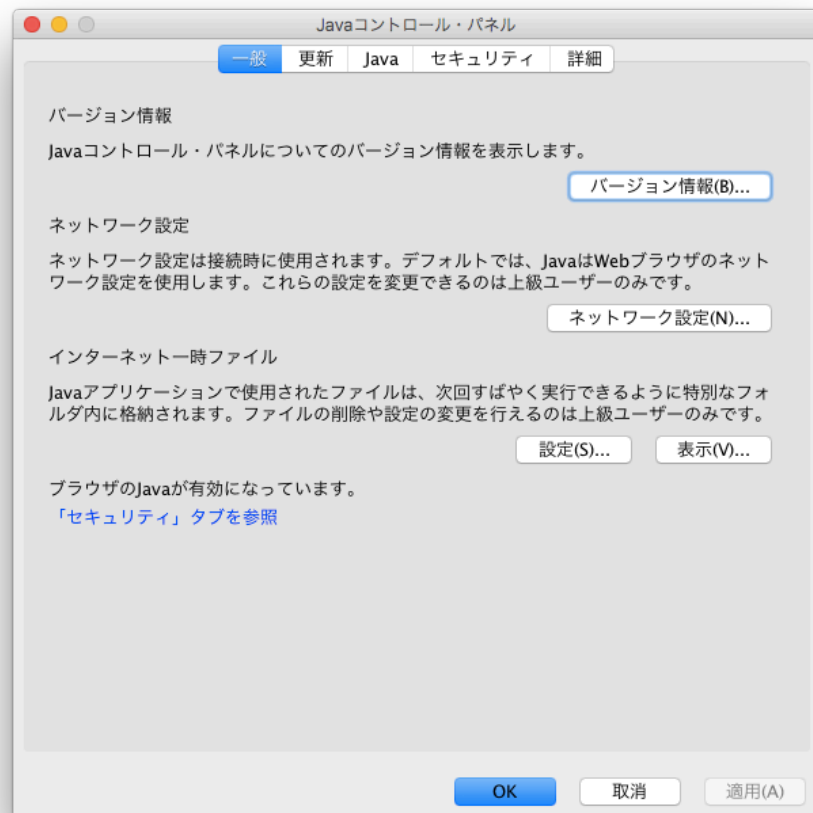 Javaコントロール・パネル
一般 更新 Java セキュリティ 詳細
バージョン情報
Javaコントロール・パネルについてのバージョン情報を表示します。
バージョン情報(B)...
ネットワーク設定
ネットワーク設定は接続時に使用されます。デフォルトでは、JavaはWebブラウザのネット
ワーク設定を使用します。これらの設定を変更できるのは上級ユーザーのみです。
ネットワーク設定(N)...
インターネット一時ファイル
Javaアプリケーションで使用されたファイルは、次回すばやく実行できるように特別なフォ
ルダ内に格納されます。ファイルの削除や設定の変更を行えるのは上級ユーザーのみです。
設定(S)... 表示(V)...
ブラウザのJavaが有効になっています。
「セキュリティ」タブを参照
OK 取消 適用(A)